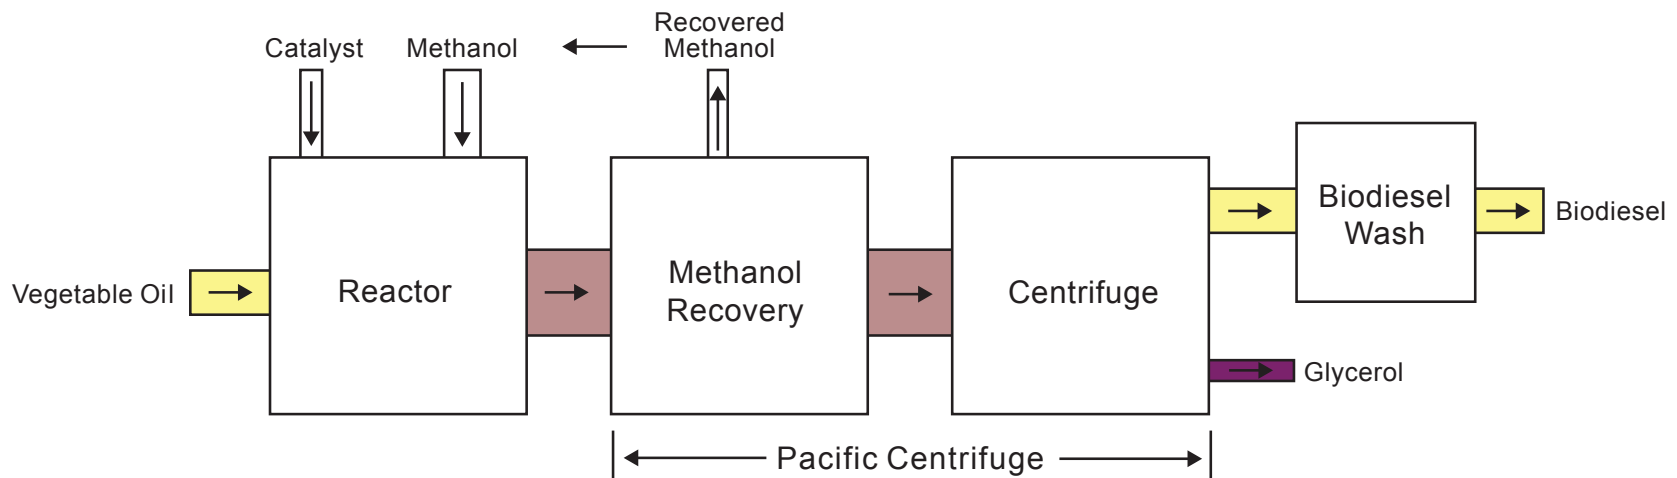 Catalyst
Methanol
Recovered
Methanol
Vegetable Oil
Reactor
Methanol
Recovery
Centrifuge
Biodiesel
Wash
Biodiesel
Glycerol
Pacific Centrifuge